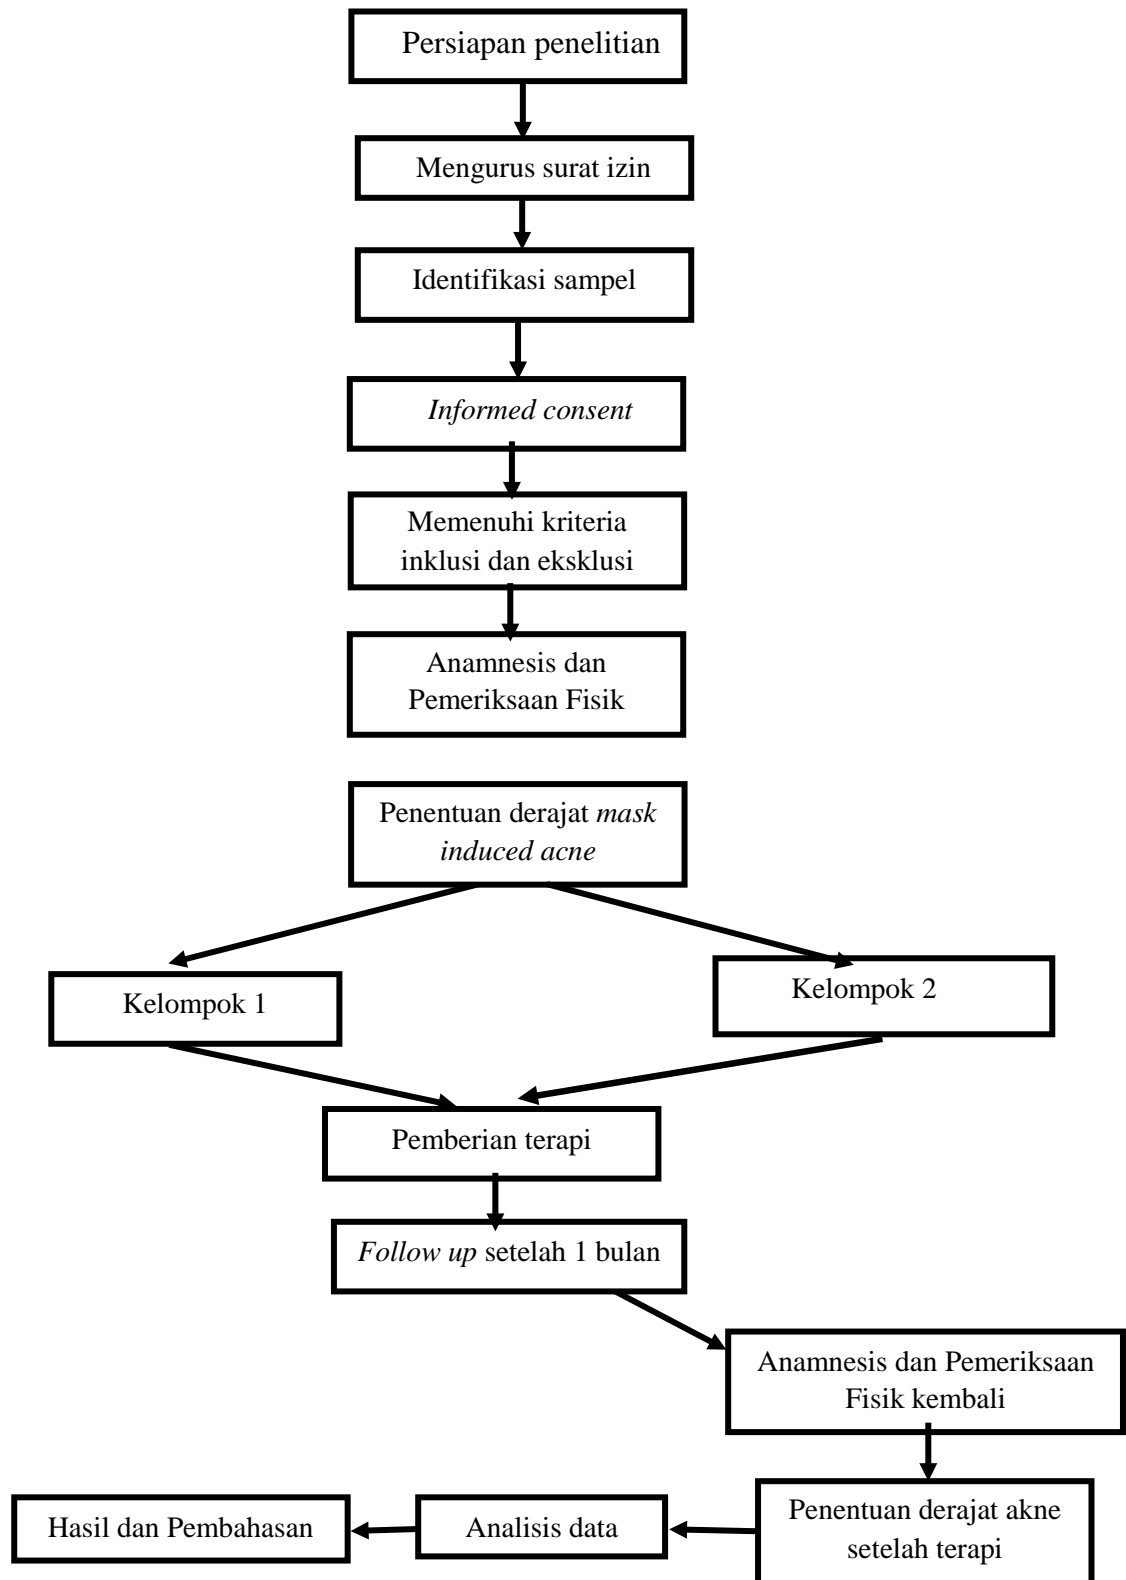 Persiapan penelitian
Mengurus surat izin
Identifikasi sampel
Informed consent
Memenuhi kriteria
inklusi dan eksklusi
Anamnesis dan
Pemeriksaan Fisik
Penentuan derajat mask
induced acne
Kelompok 1
Kelompok 2
Pemberian terapi
Follow up setelah 1 bulan
Anamnesis dan Pemeriksaan
Fisik kembali
Penentuan derajat akne
setelah terapi
Analisis data
Hasil dan Pembahasan